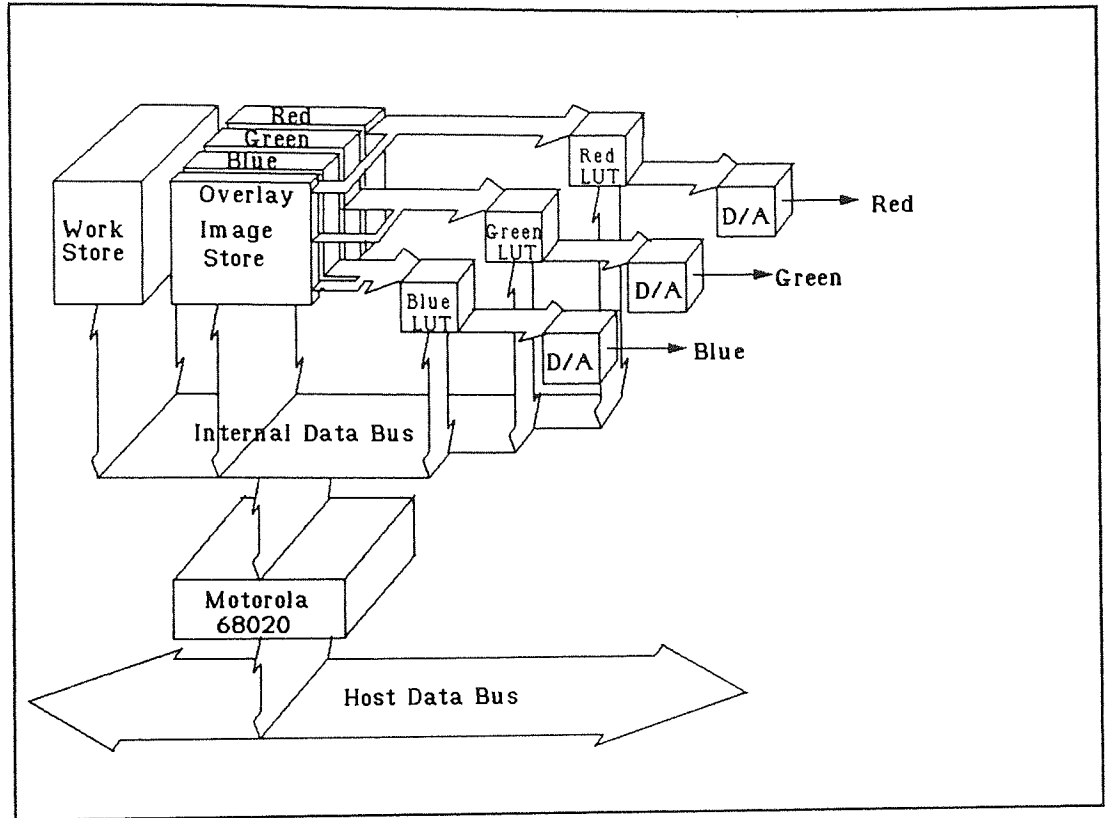 Red
Green
Blue
Overlay
Image
Store
Work
Store
Red
LUT
Green
LUT
Blue
LUT
D/A
Red
D/A
Green
D/A
Blue
Internal Data Bus
Motorola
68020
Host Data Bus